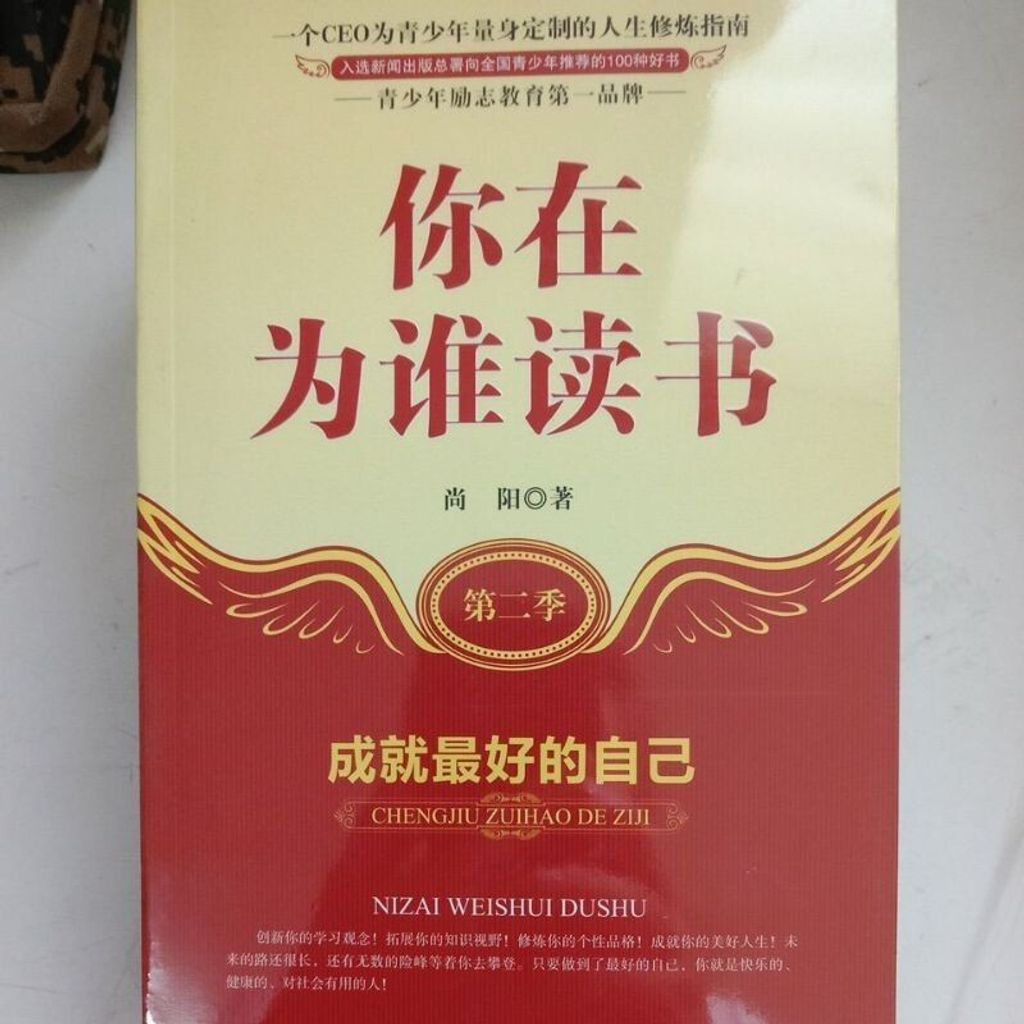 一个CEO为青少年量身定制的人生修炼指南
入选新闻出版总署向全国青少年推荐的100种好书
——青少年励志教育第一品牌——
你在
为谁读书
尚 阳◎著
第二季
成就最好的自己
CHENGJIU ZUIHAO DE ZIJI
NIZAI WEISHUI DUSHU
创新你的学习观念！拓展你的知识视野！修炼你的个性品格！成就你的美好人生！未
来的路还很长，还有无数的险峰等着你去攀登。只要做到了最好的自己，你就是快乐的、
健康的、对社会有用的人！